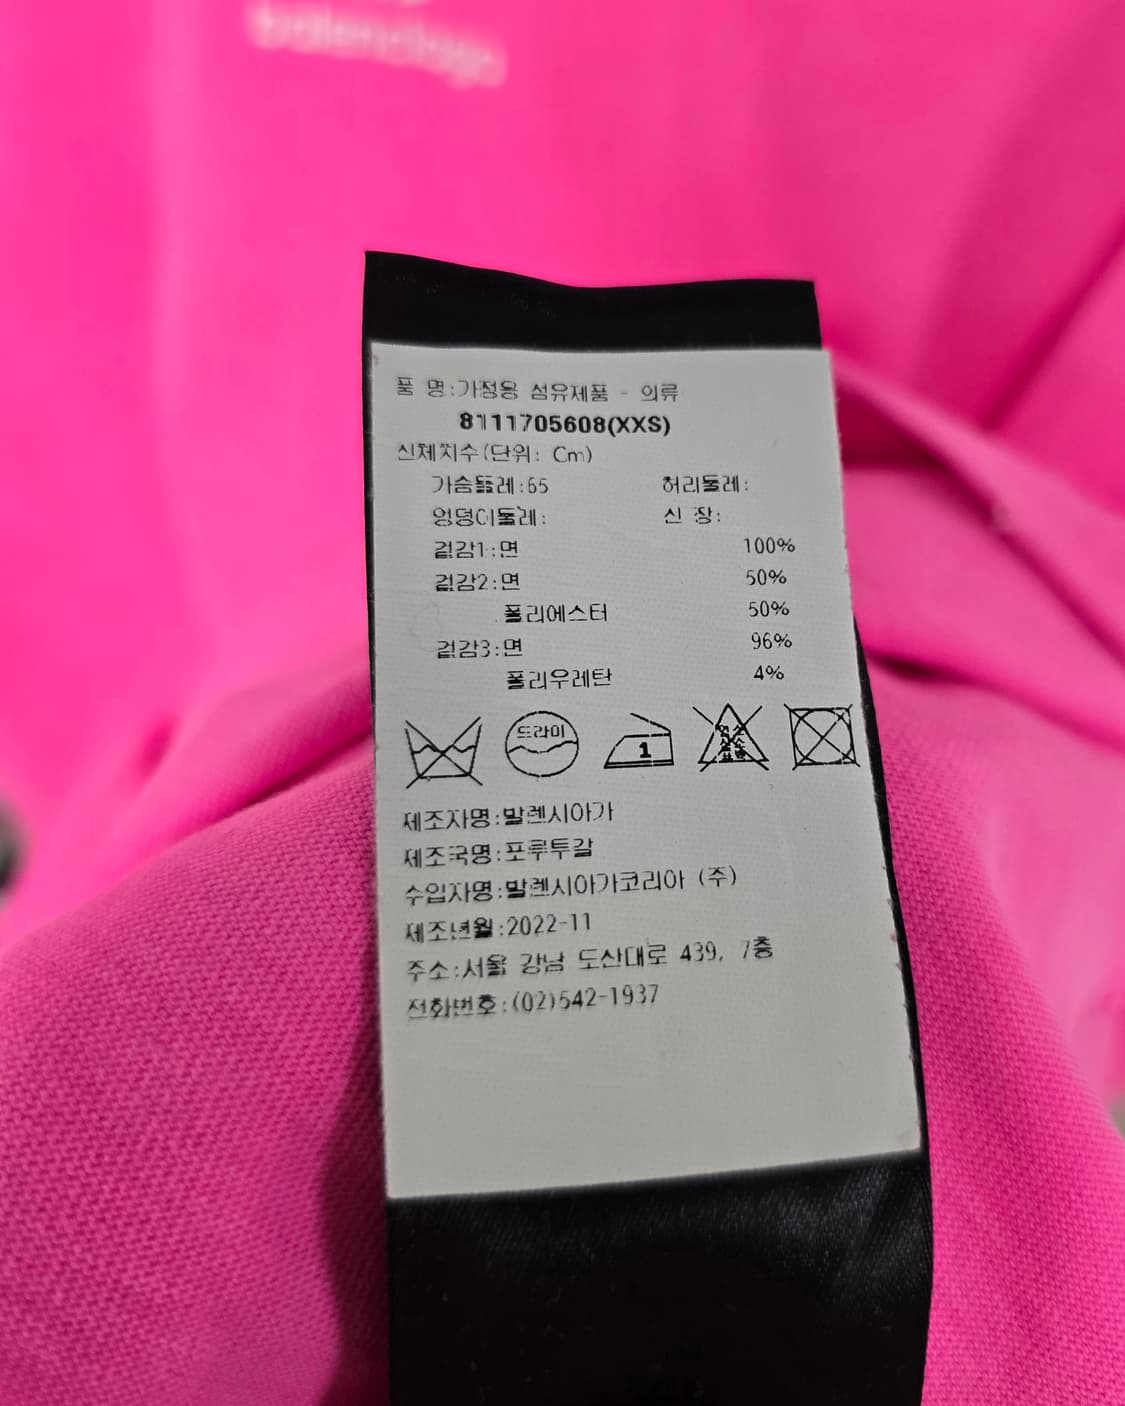 balenciaga
품 명:가정용 섬유제품 - 의류
8111705608(XXS)
신체치수(단위: Cm)
가슴둘레:65 허리둘레:
엉덩이둘레: 신 장:
겉감1:면 100%
겉감2:면 50%
폴리에스터 50%
겉감3:면 96%
폴리우레탄 4%
드라이
1
제조자명:발렌시아가
제조국명:포루투갈
수입자명:발렌시아가코리아 (주)
제조년월:2022-11
주소:서울 강남 도산대로 439, 7층
전화번호:(02)542-1937